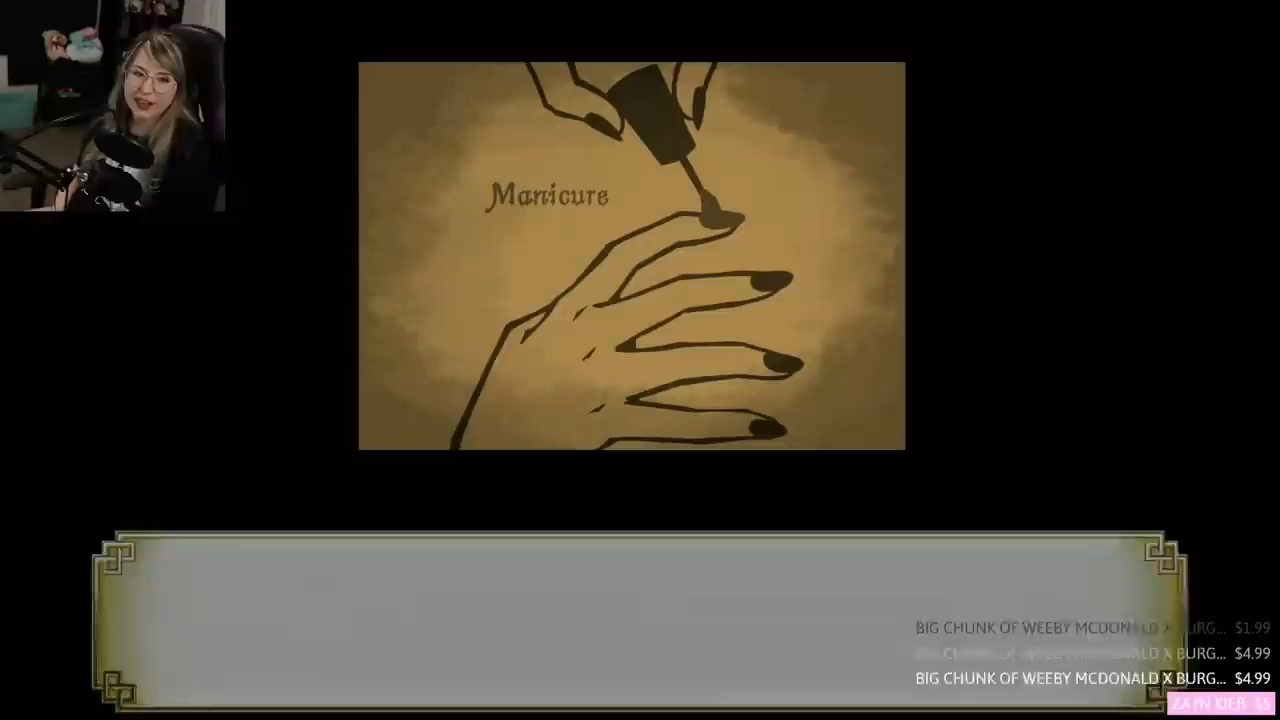 Manicure
BIG CHUNK OF WEEBY MCDONALD X BURG... $1.99
BIG CHUNK OF WEEBY MCDONALD X BURG... $4.99
BIG CHUNK OF WEEBY MCDONALD X BURG... $4.99
$5